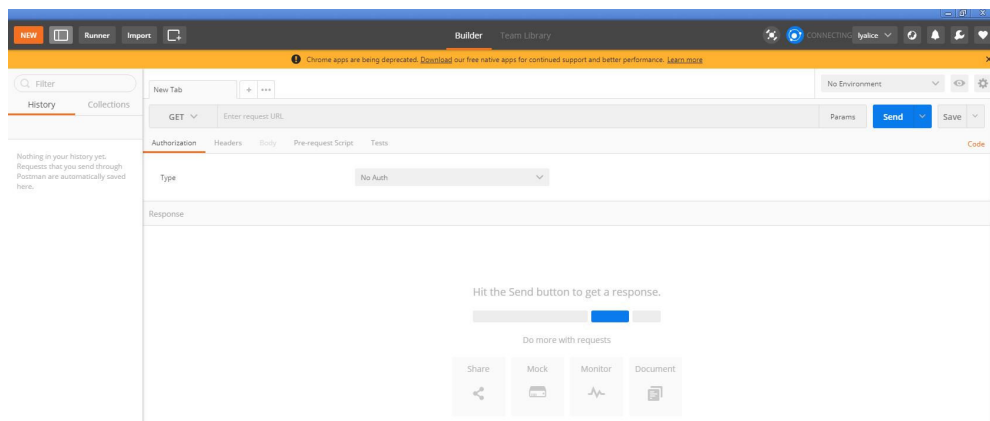 NEW Runner Import Builder Team Library CONNECTING lyalice
Chrome apps are being deprecated. Download our free native apps for continued support and better performance. Learn more
Filter
History Collections
Nothing in your history yet.
Requests that you send through
Postman are automatically saved
here.
New Tab + ••• No Environment
GET Enter request URL Params Send Save
Authorization Headers Body Pre-request Script Tests Code
Type No Auth
Response
Hit the Send button to get a response.
Do more with requests
Share Mock Monitor Document